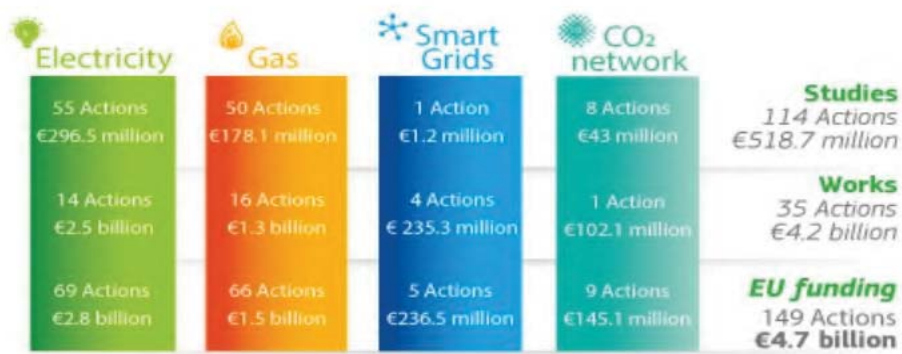 Electricity
Gas
Smart
Grids
CO₂
network
55 Actions
€296.5 million
50 Actions
€178.1 million
1 Action
€1.2 million
8 Actions
€43 million
Studies
114 Actions
€518.7 million
14 Actions
€2.5 billion
16 Actions
€1.3 billion
4 Actions
€ 235.3 million
1 Action
€102.1 million
Works
35 Actions
€4.2 billion
69 Actions
€2.8 billion
66 Actions
€1.5 billion
5 Actions
€236.5 million
9 Actions
€145.1 million
EU funding
149 Actions
€4.7 billion